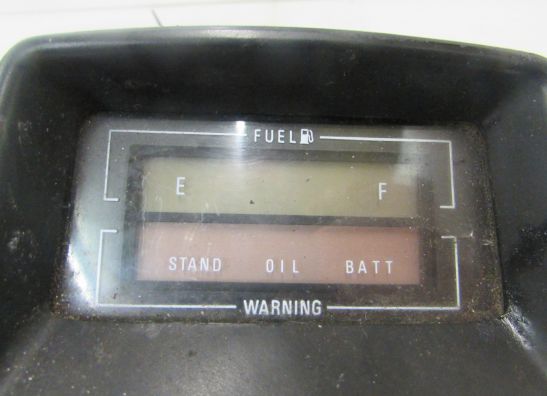 FUEL
E F
STAND OIL BATT
WARNING